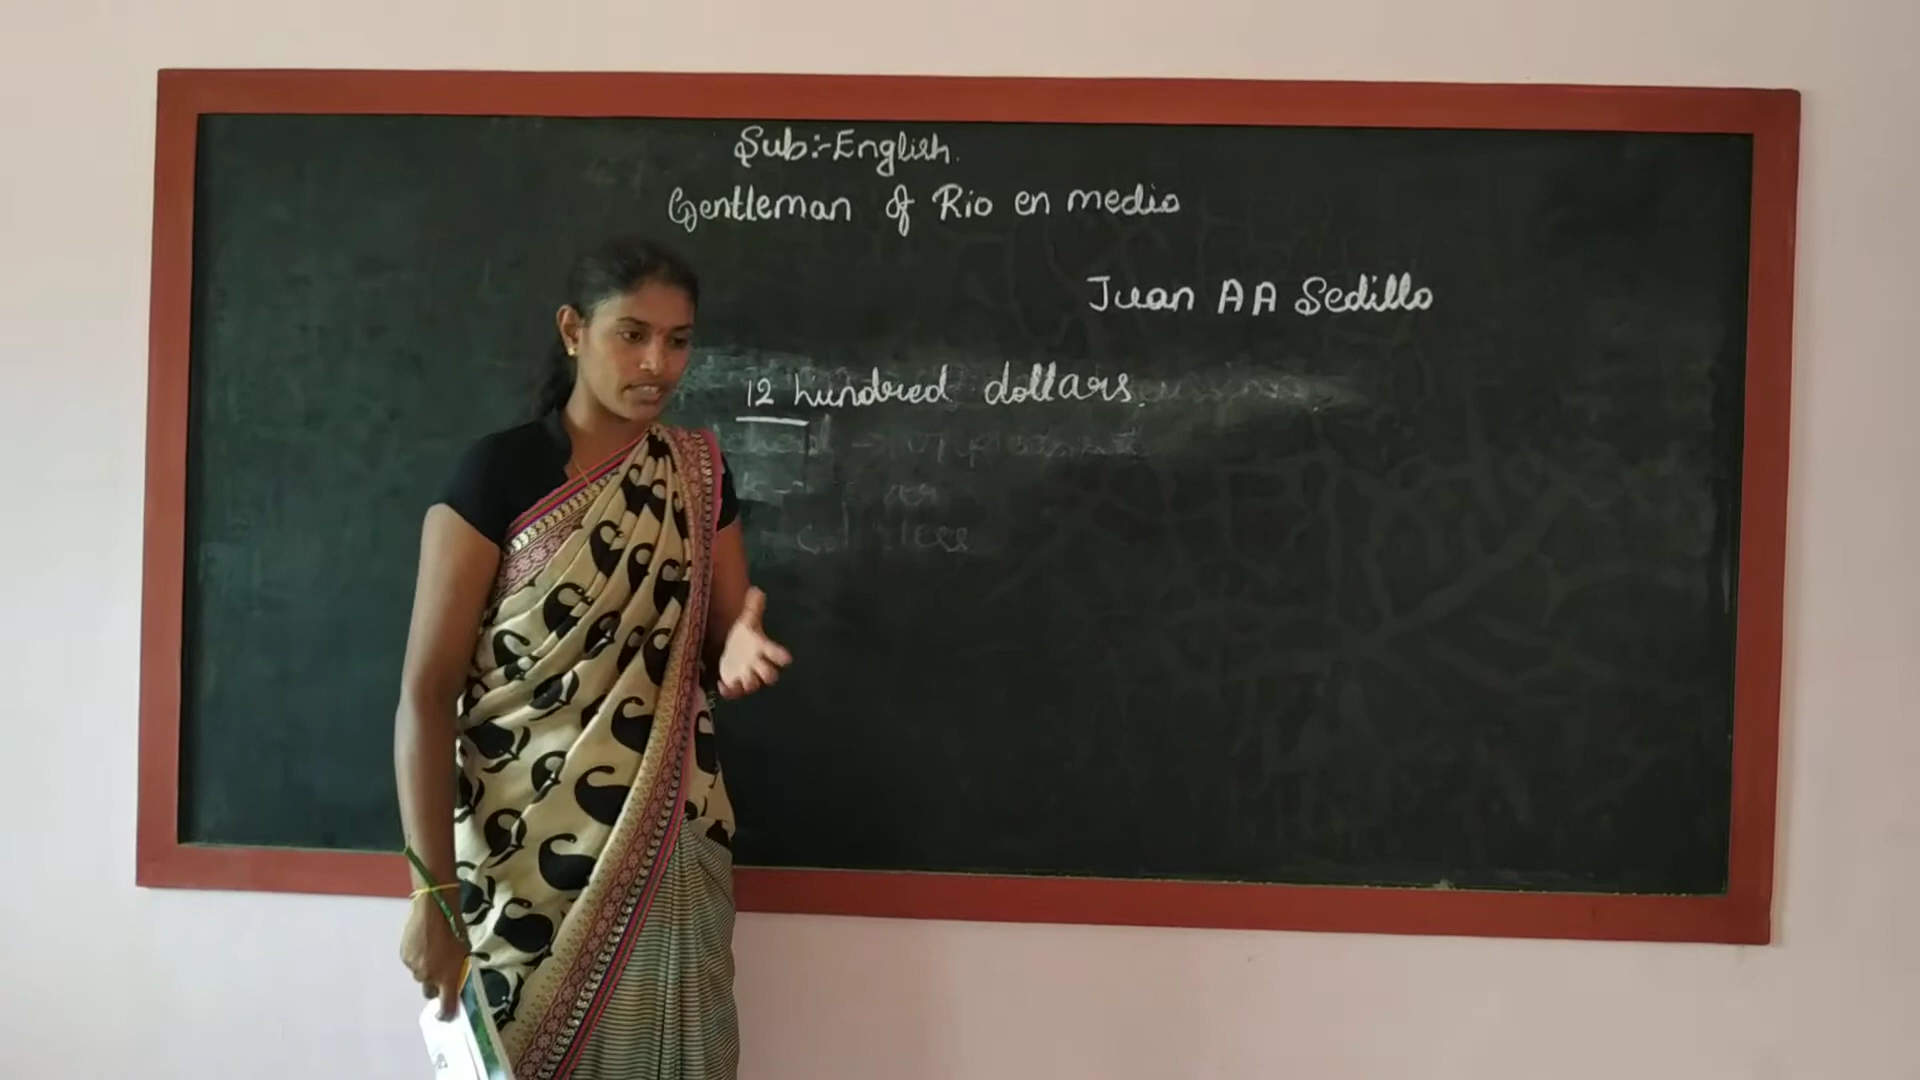 Sub:-English.
Gentleman of Rio en medio
Juan AA Sedillo
12 hundred dollars.